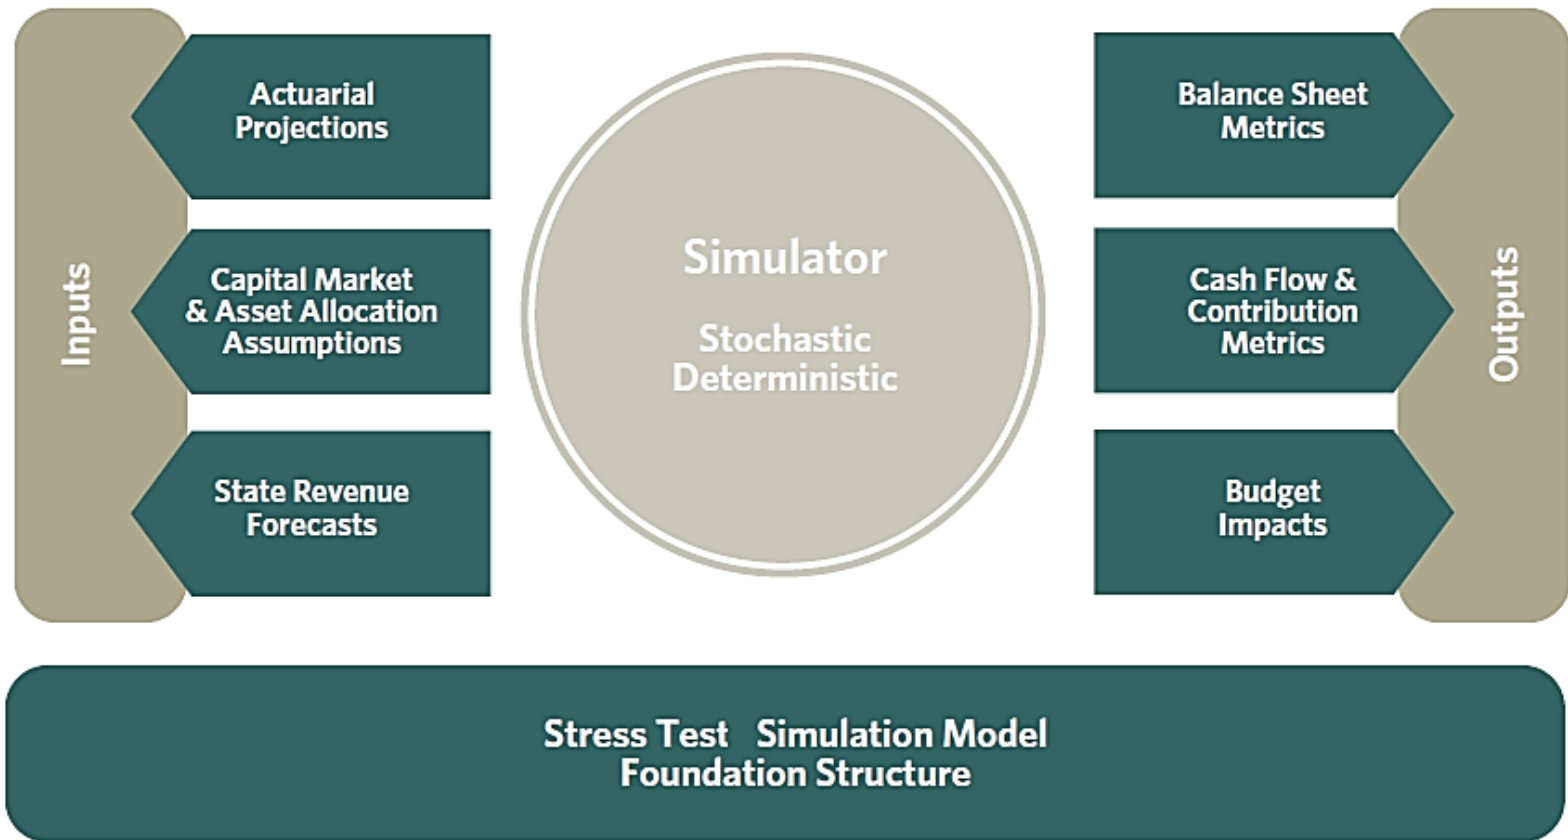 Inputs
Actuarial
Projections
Capital Market
& Asset Allocation
Assumptions
State Revenue
Forecasts
Simulator
Stochastic
Deterministic
Balance Sheet
Metrics
Cash Flow &
Contribution
Metrics
Budget
Impacts
Outputs
Stress Test Simulation Model
Foundation Structure